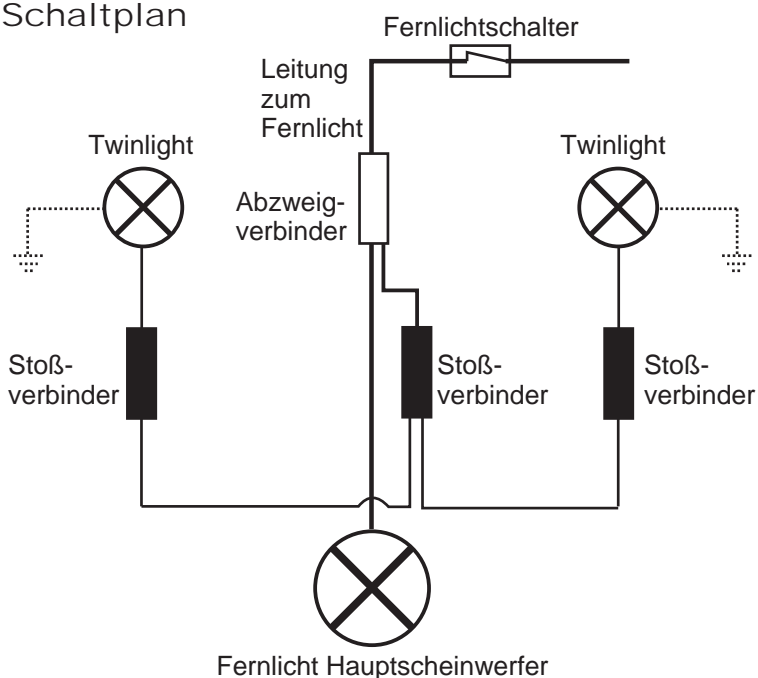 Schaltplan
Fernlichtschalter
Leitung
zum
Fernlicht
Twinlight
Twinlight
Abzweig-
verbinder
Stoß-
verbinder
Stoß-
verbinder
Stoß-
verbinder
Fernlicht Hauptscheinwerfer